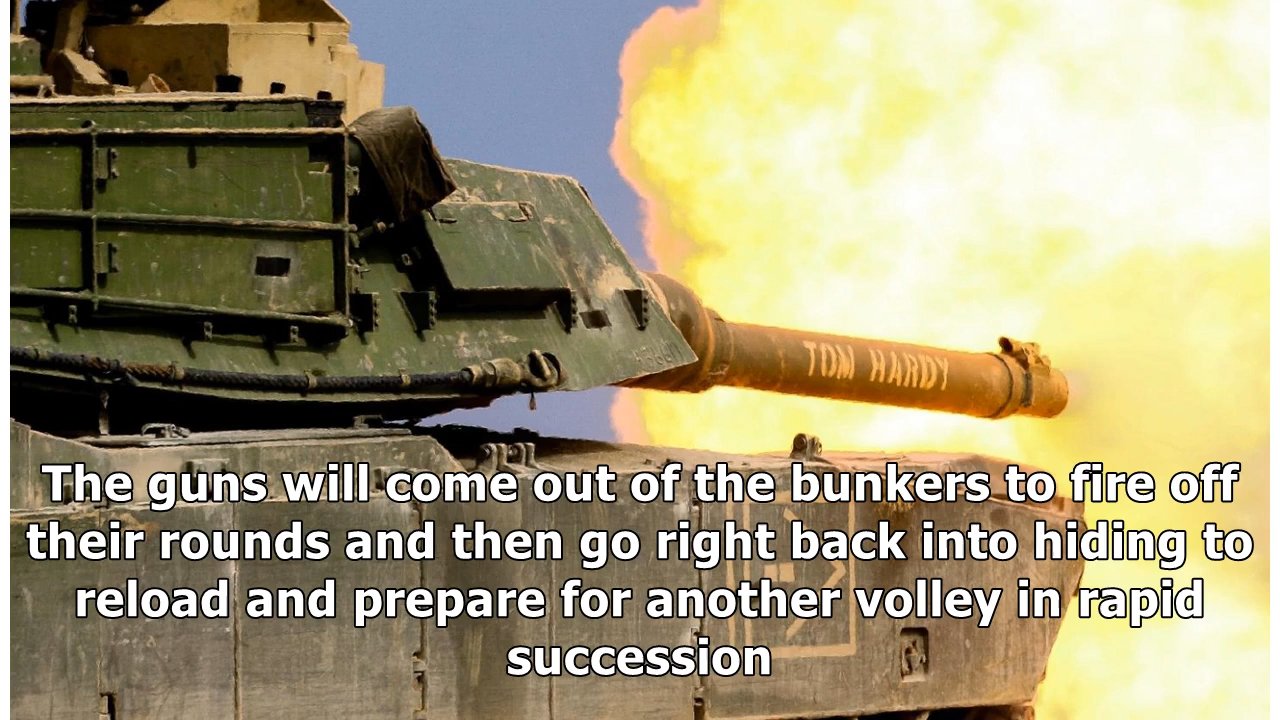 TOM HARDY
The guns will come out of the bunkers to fire off
their rounds and then go right back into hiding to
reload and prepare for another volley in rapid
succession